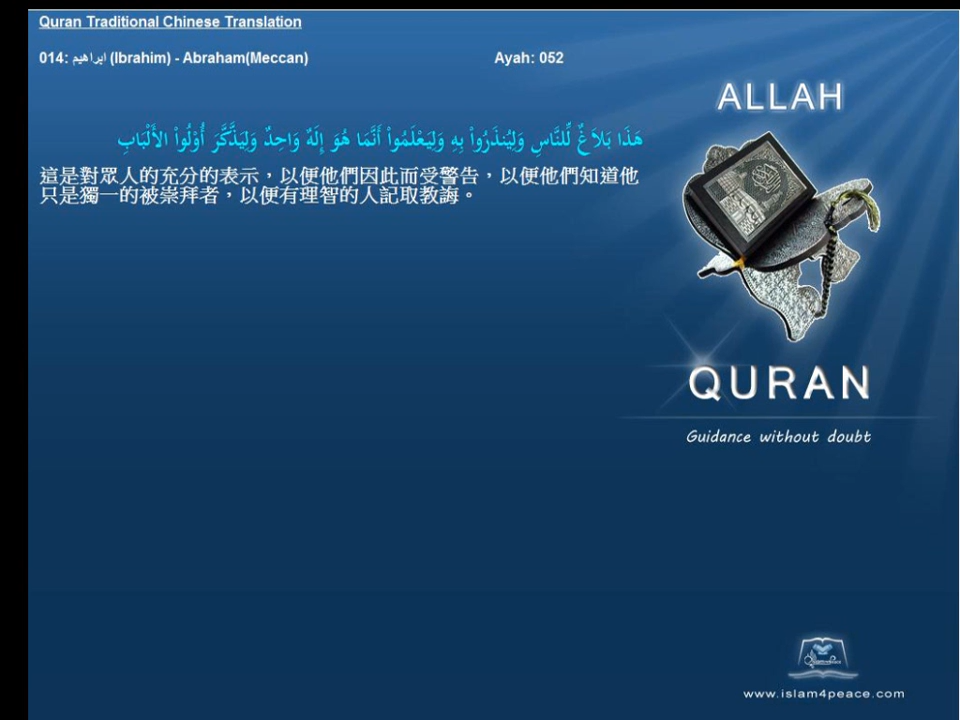 Quran Traditional Chinese Translation
014: ابراهيم (Ibrahim) - Abraham(Meccan)
Ayah: 052
هَذَا بَلاَغٌ لِّلنَّاسِ وَلِيُنذَرُواْ بِهِ وَلِيَعْلَمُواْ أَنَّمَا هُوَ إِلَهٌ وَاحِدٌ وَلِيَذَّكَّرَ أُوْلُواْ الأَلْبَابِ
這是對眾人的充分的表示，以便他們因此而受警告，以便他們知道他
只是獨一的被崇拜者，以便有理智的人記取教誨。
ALLAH
QURAN
Guidance without doubt
www.islam4peace.com